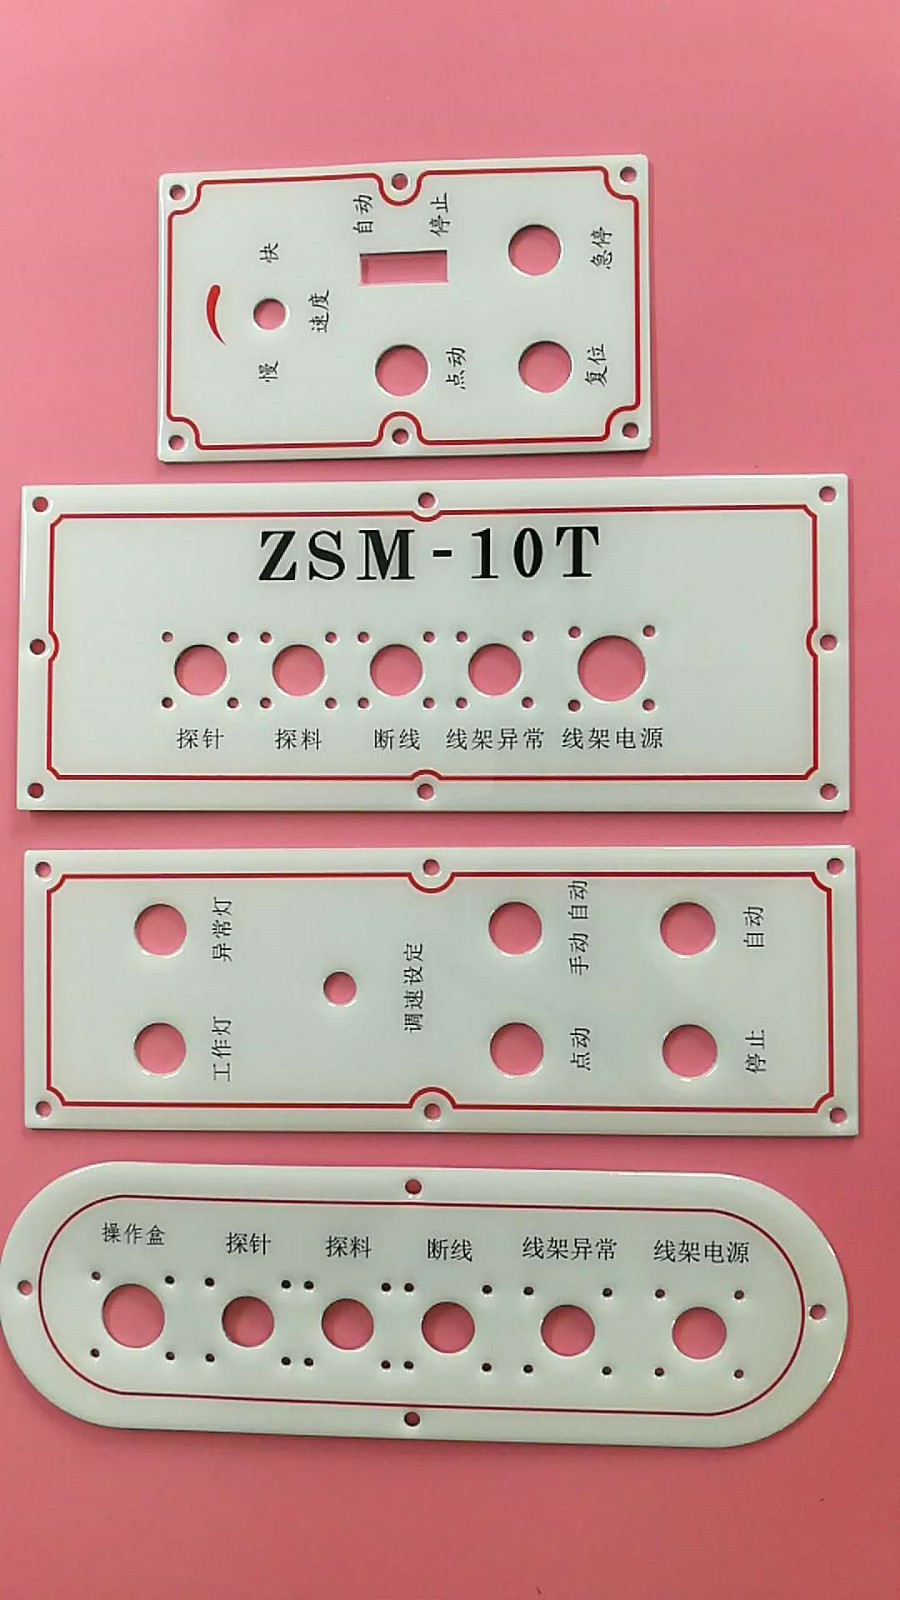 快
慢
速度
自动
停止
点动
急停
复位
ZSM-10T
探针 探料 断线 线架异常 线架电源
异常灯
工作灯
调速设定
手动 自动
点动
自动
停止
操作盒 探针 探料 断线 线架异常 线架电源